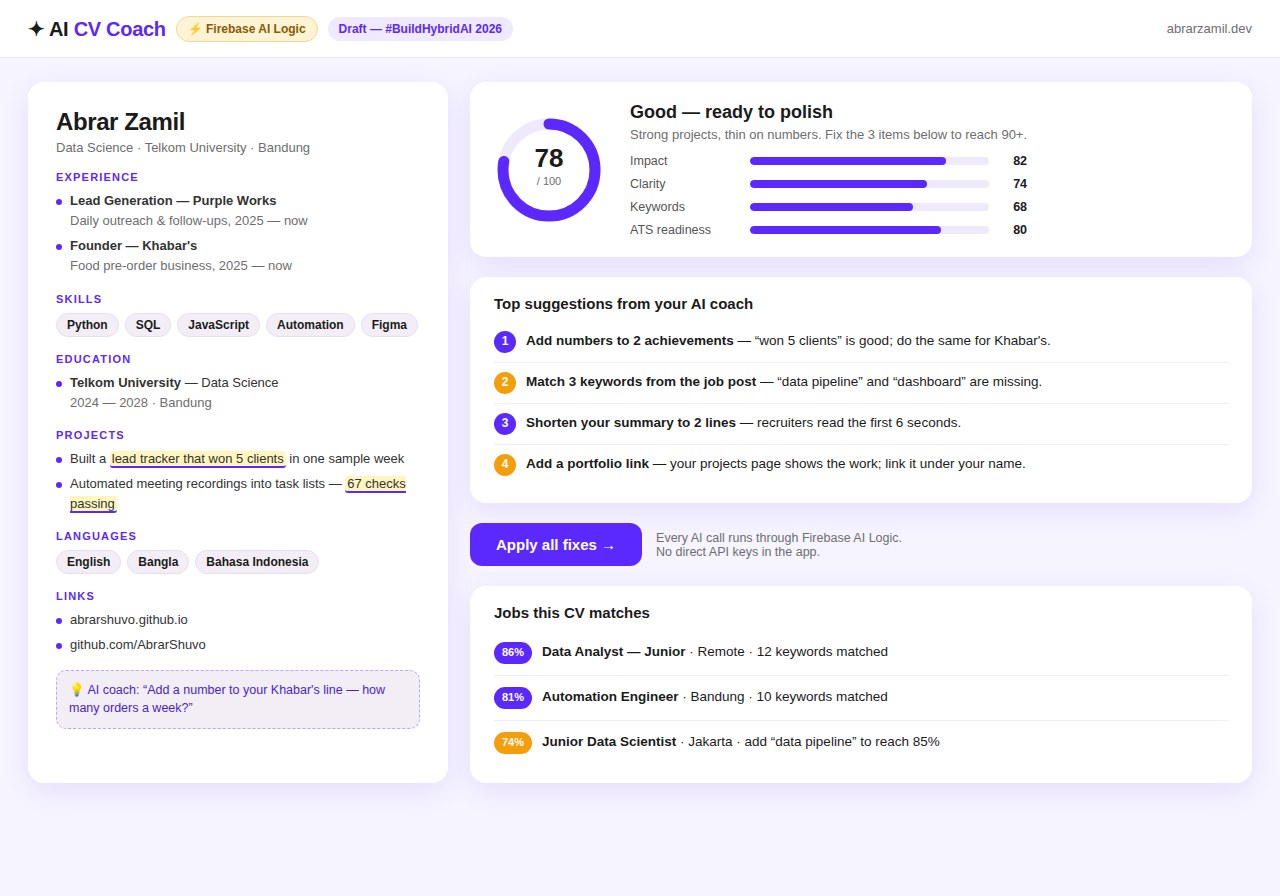 ✦ AI CV Coach
⚡ Firebase AI Logic
Draft — #BuildHybridAI 2026
abrarzamil.dev
Abrar Zamil
Data Science · Telkom University · Bandung
EXPERIENCE
Lead Generation — Purple Works
Daily outreach & follow-ups, 2025 — now
Founder — Khabar's
Food pre-order business, 2025 — now
SKILLS
Python SQL JavaScript Automation Figma
EDUCATION
Telkom University — Data Science
2024 — 2028 · Bandung
PROJECTS
Built a lead tracker that won 5 clients in one sample week
Automated meeting recordings into task lists — 67 checks
passing
LANGUAGES
English Bangla Bahasa Indonesia
LINKS
abrarshuvo.github.io
github.com/AbrarShuvo
💡 AI coach: “Add a number to your Khabar's line — how
many orders a week?”
78
/ 100
Good — ready to polish
Strong projects, thin on numbers. Fix the 3 items below to reach 90+.
Impact 82
Clarity 74
Keywords 68
ATS readiness 80
Top suggestions from your AI coach
1 Add numbers to 2 achievements — “won 5 clients” is good; do the same for Khabar's.
2 Match 3 keywords from the job post — “data pipeline” and “dashboard” are missing.
3 Shorten your summary to 2 lines — recruiters read the first 6 seconds.
4 Add a portfolio link — your projects page shows the work; link it under your name.
Apply all fixes →
Every AI call runs through Firebase AI Logic.
No direct API keys in the app.
Jobs this CV matches
86% Data Analyst — Junior · Remote · 12 keywords matched
81% Automation Engineer · Bandung · 10 keywords matched
74% Junior Data Scientist · Jakarta · add “data pipeline” to reach 85%